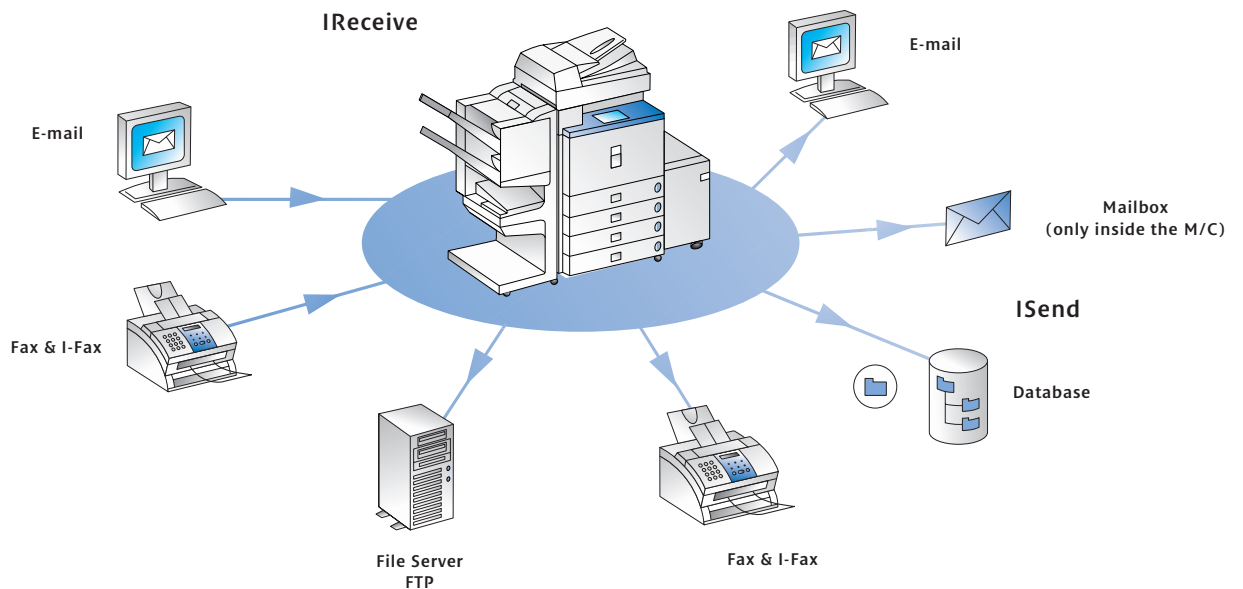 IReceive
E-mail
E-mail
Mailbox
(only inside the M/C)
ISend
Fax & I-Fax
Database
File Server
FTP
Fax & I-Fax